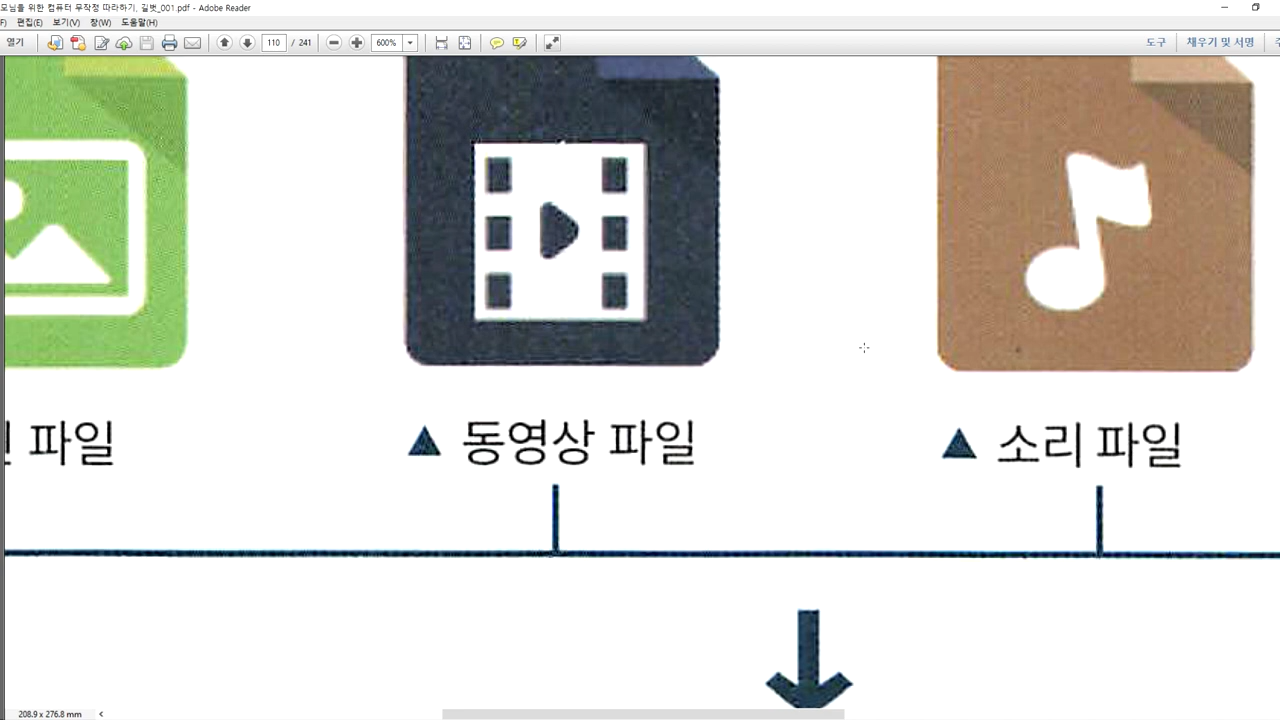 모님을 위한 컴퓨터 무작정 따라하기, 길벗_001.pdf - Adobe Reader
F) 편집(E) 보기(V) 창(W) 도움말(H)
열기 110 / 241 600% 도구 채우기 및 서명
파일 ▲ 동영상 파일 ▲ 소리 파일
208.9 x 276.8 mm